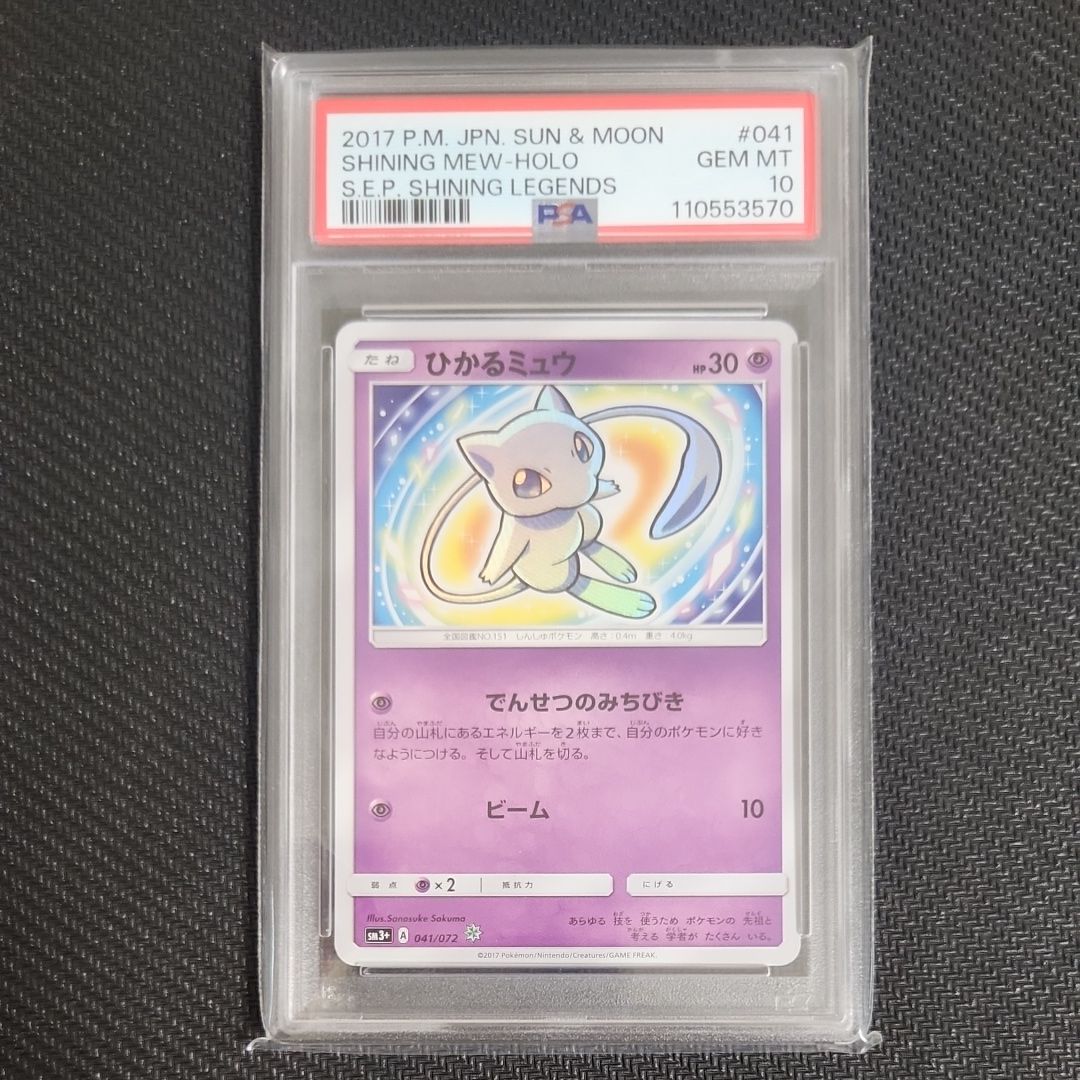 2017 P.M. JPN. SUN & MOON #041
SHINING MEW-HOLO GEM MT
S.E.P. SHINING LEGENDS 10
PSA 110553570
たね ひかるミュウ HP 30
全国図鑑NO.151 しんしゅポケモン 高さ:0.4m 重さ:4.0kg
でんせつのみちびき
自分の山札にあるエネルギーを2枚まで、自分のポケモンに好き
なようにつける。そして山札を切る。
ビーム 10
弱点 ×2 抵抗力 にげる
Illus.Sanosuke Sakuma
あらゆる 技を 使うため ポケモンの 先祖と
考える 学者が たくさん いる。
SM3+ A 041/072
©2017 Pokémon/Nintendo/Creatures/GAME FREAK.